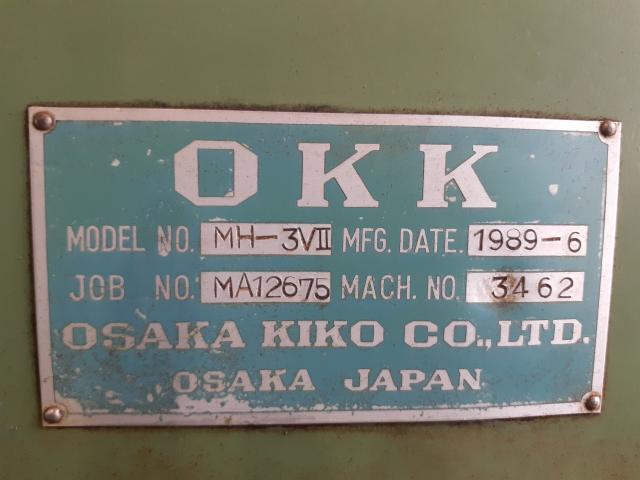 OKK
MODEL NO. MH-3VII MFG. DATE. 1989-6
JOB NO. MA12675 MACH. NO. 3462
OSAKA KIKO CO.,LTD.
OSAKA JAPAN